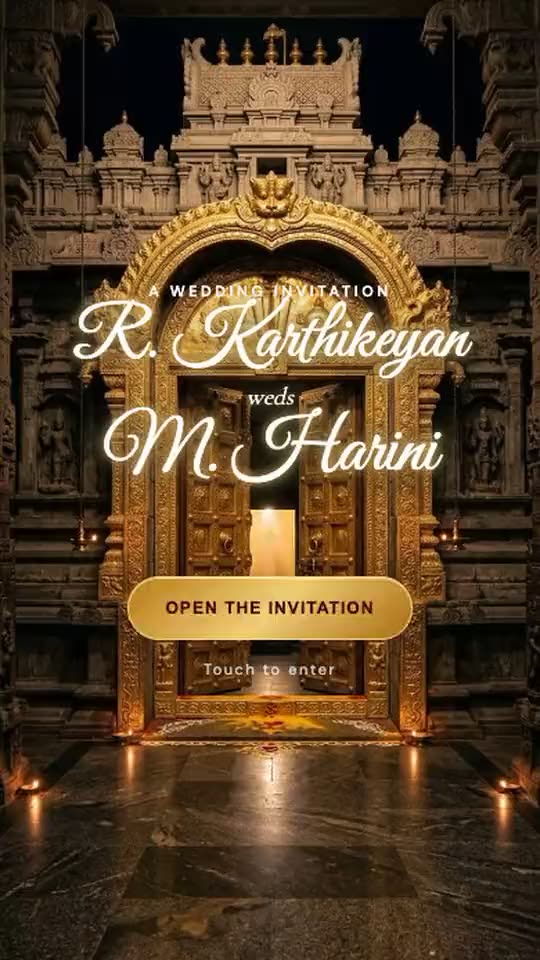 A WEDDING INVITATION
R. Karthikeyan
weds
M. Harini
OPEN THE INVITATION
Touch to enter